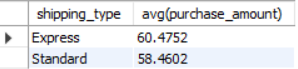 shipping_type avg(purchase_amount)
Express 60.4752
Standard 58.4602